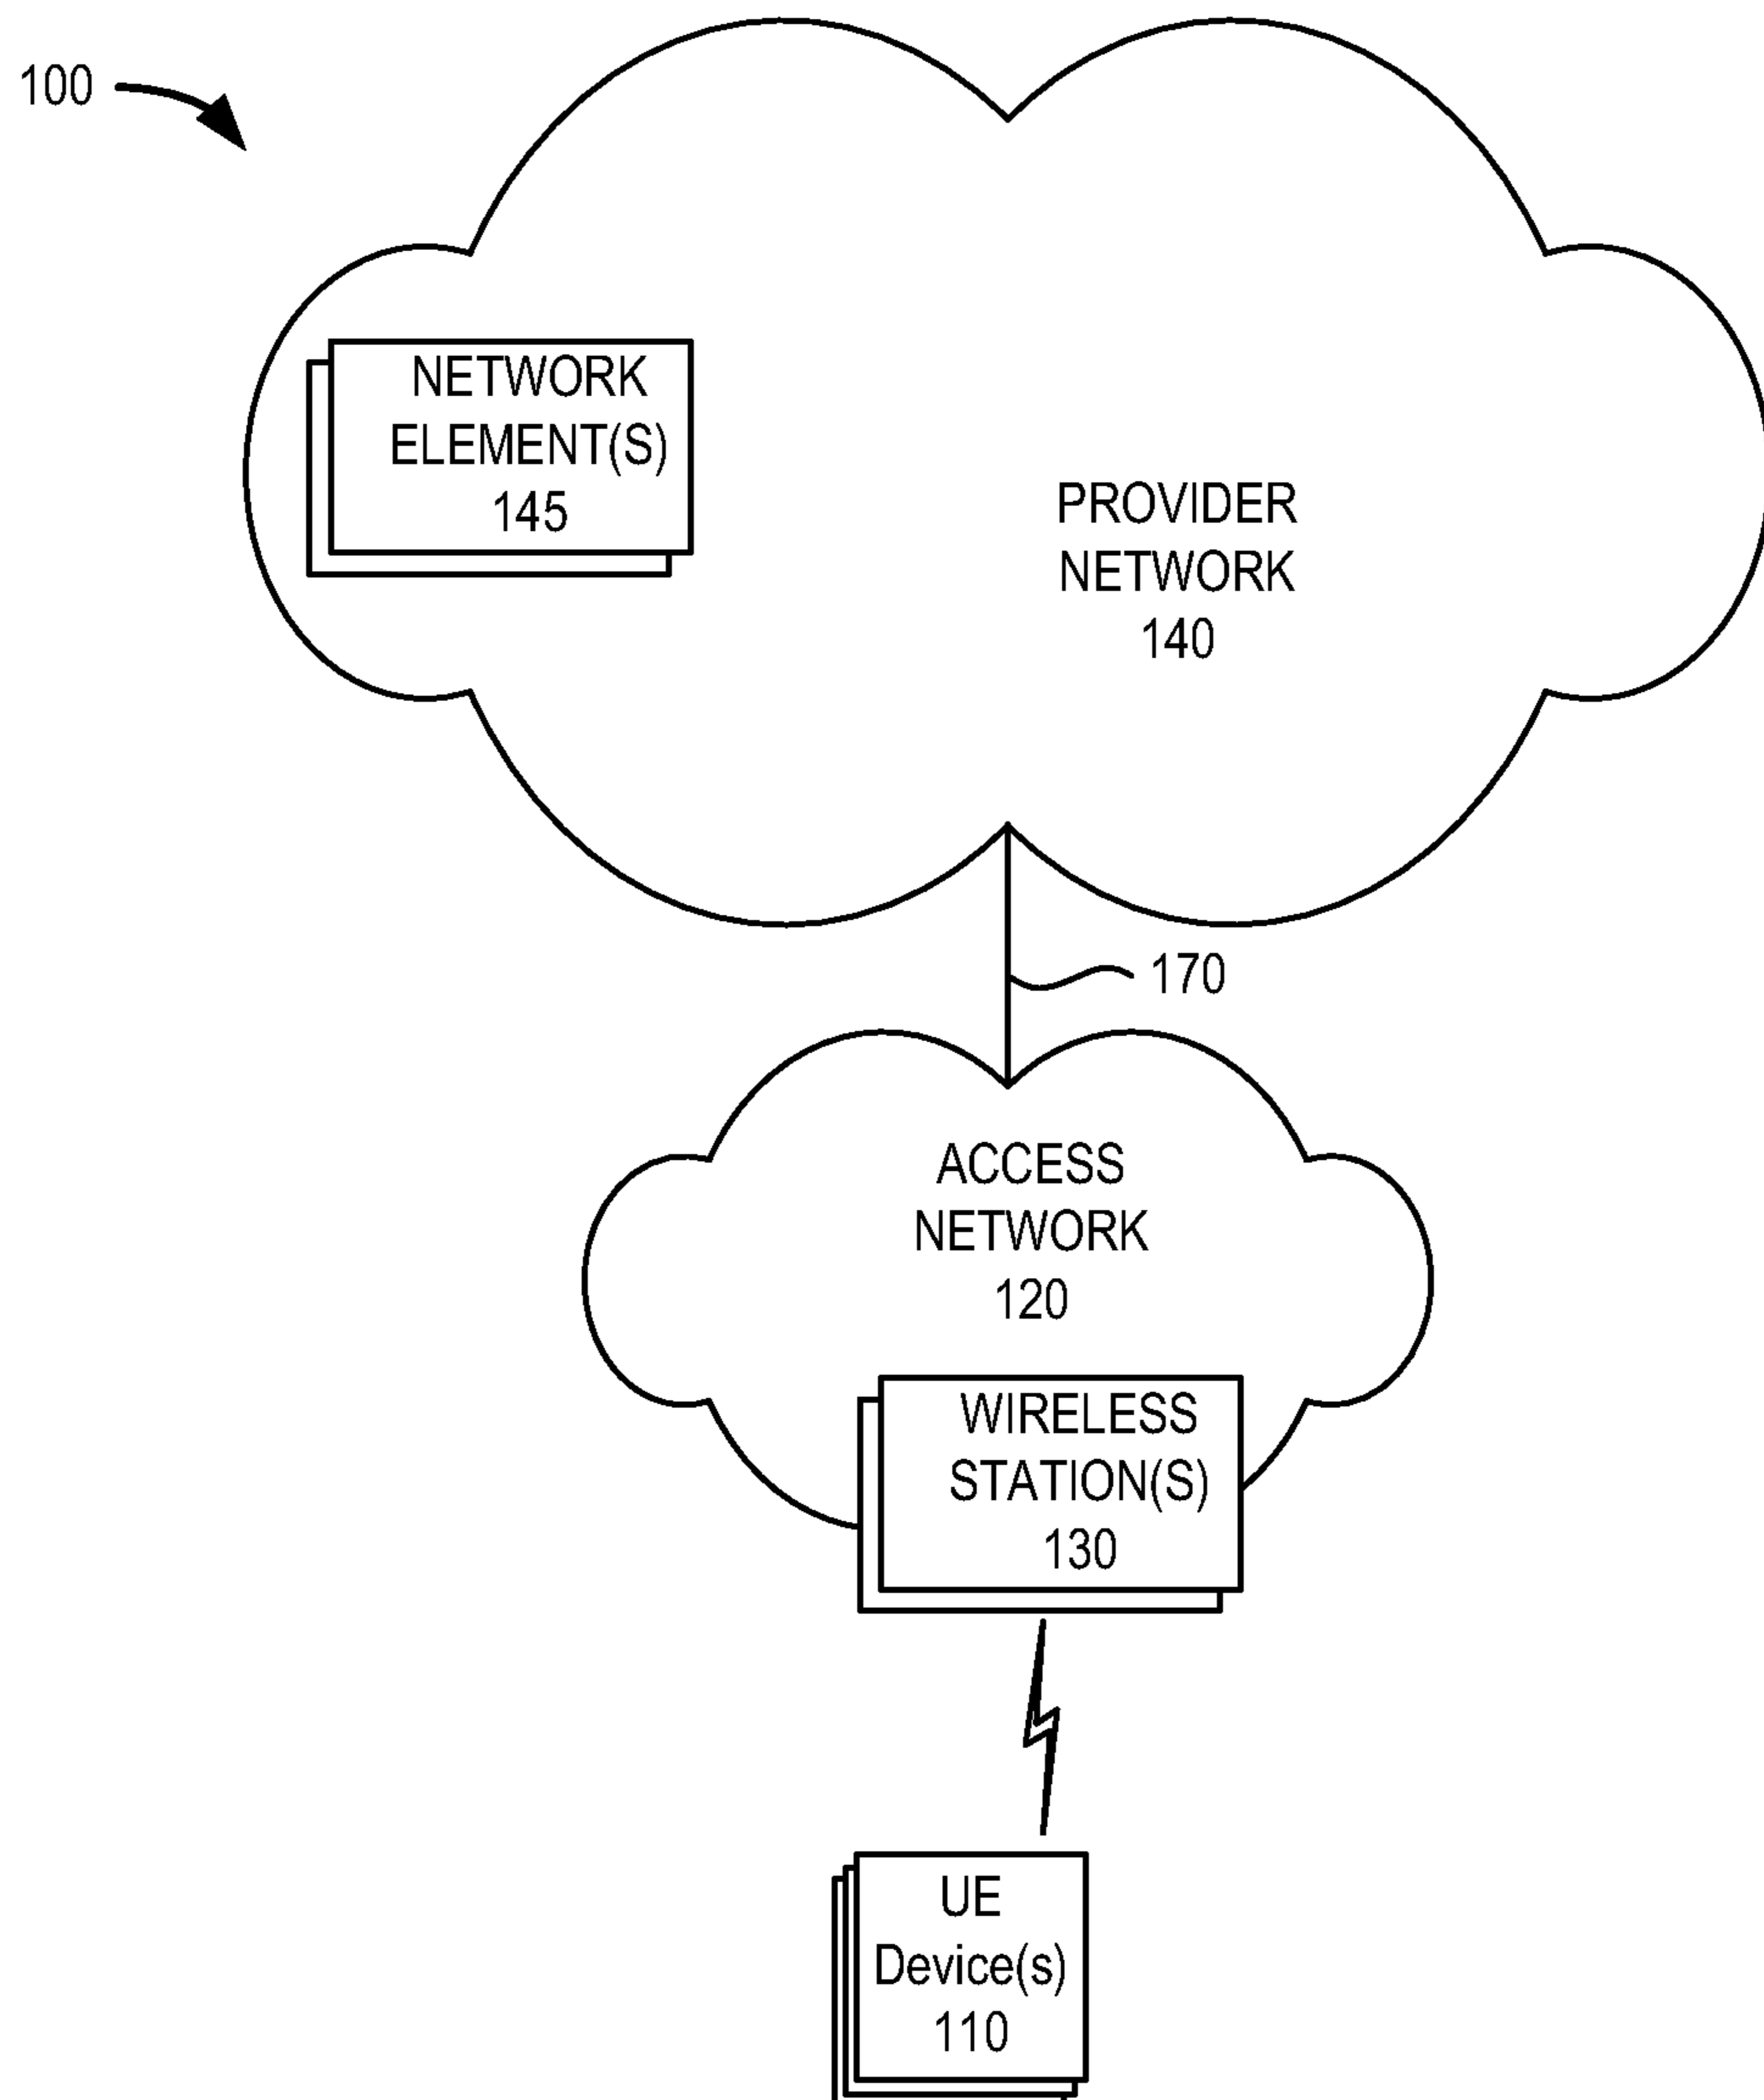 100
NETWORK
ELEMENT(S)
145
PROVIDER
NETWORK
140
170
ACCESS
NETWORK
120
WIRELESS
STATION(S)
130
UE
Device(s)
110